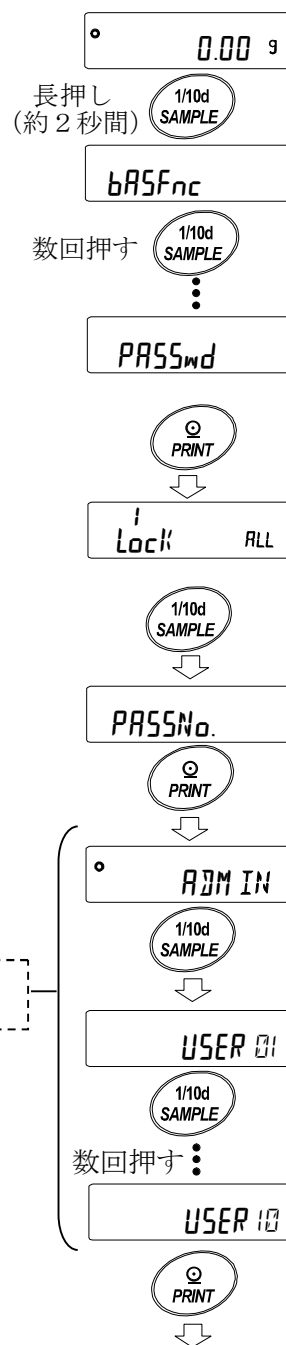 0.00 g
長押し
(約２秒間)
1/10d
SAMPLE
bASFnc
数回押す
1/10d
SAMPLE
PASSwd
PRINT
1
Lock ALL
1/10d
SAMPLE
PASSNo.
PRINT
ADMIN
1/10d
SAMPLE
USER 01
1/10d
SAMPLE
数回押す
USER 10
PRINT